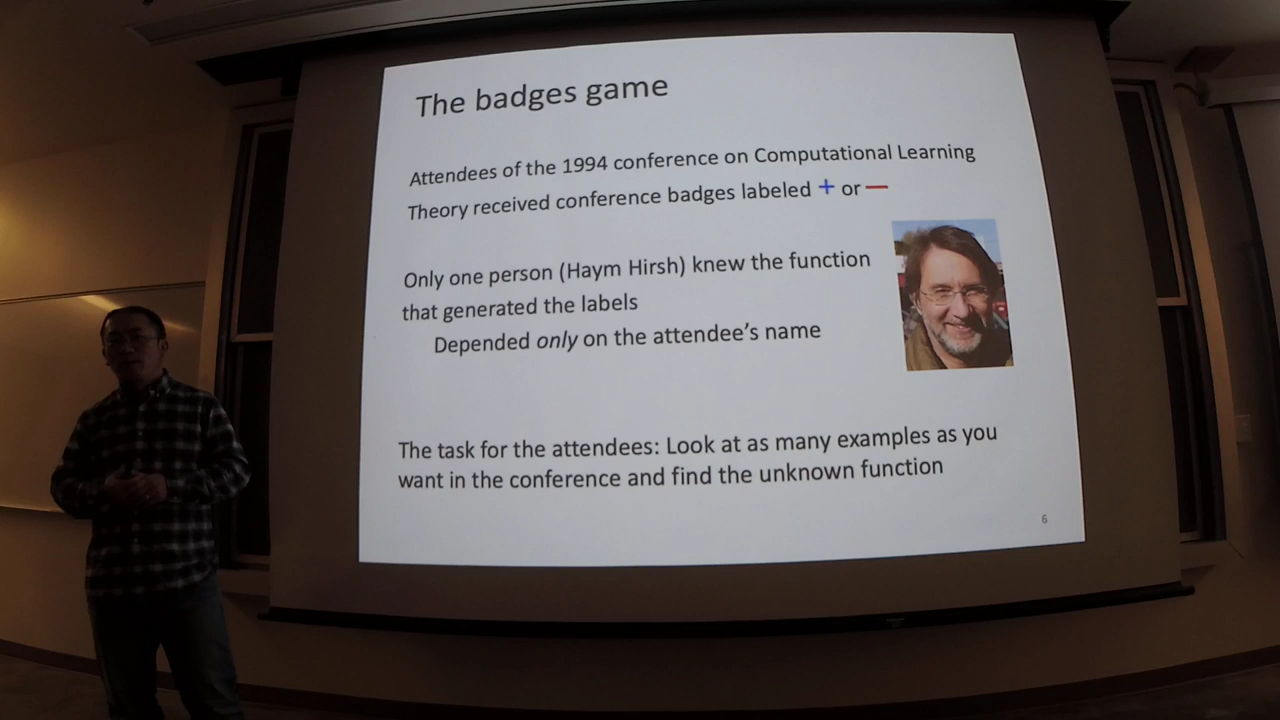 The badges game
Attendees of the 1994 conference on Computational Learning
Theory received conference badges labeled + or −
Only one person (Haym Hirsh) knew the function
that generated the labels
Depended only on the attendee's name
The task for the attendees: Look at as many examples as you
want in the conference and find the unknown function
6